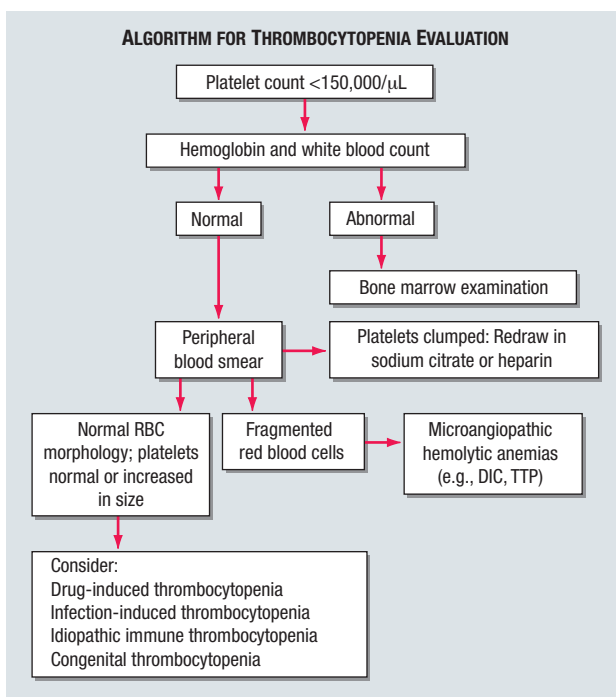 ALGORITHM FOR THROMBOCYTOPENIA EVALUATION
Platelet count <150,000/μL
Hemoglobin and white blood count
Normal
Abnormal
Bone marrow examination
Peripheral
blood smear
Platelets clumped: Redraw in
sodium citrate or heparin
Normal RBC
morphology; platelets
normal or increased
in size
Fragmented
red blood cells
Microangiopathic
hemolytic anemias
(e.g., DIC, TTP)
Consider:
Drug-induced thrombocytopenia
Infection-induced thrombocytopenia
Idiopathic immune thrombocytopenia
Congenital thrombocytopenia